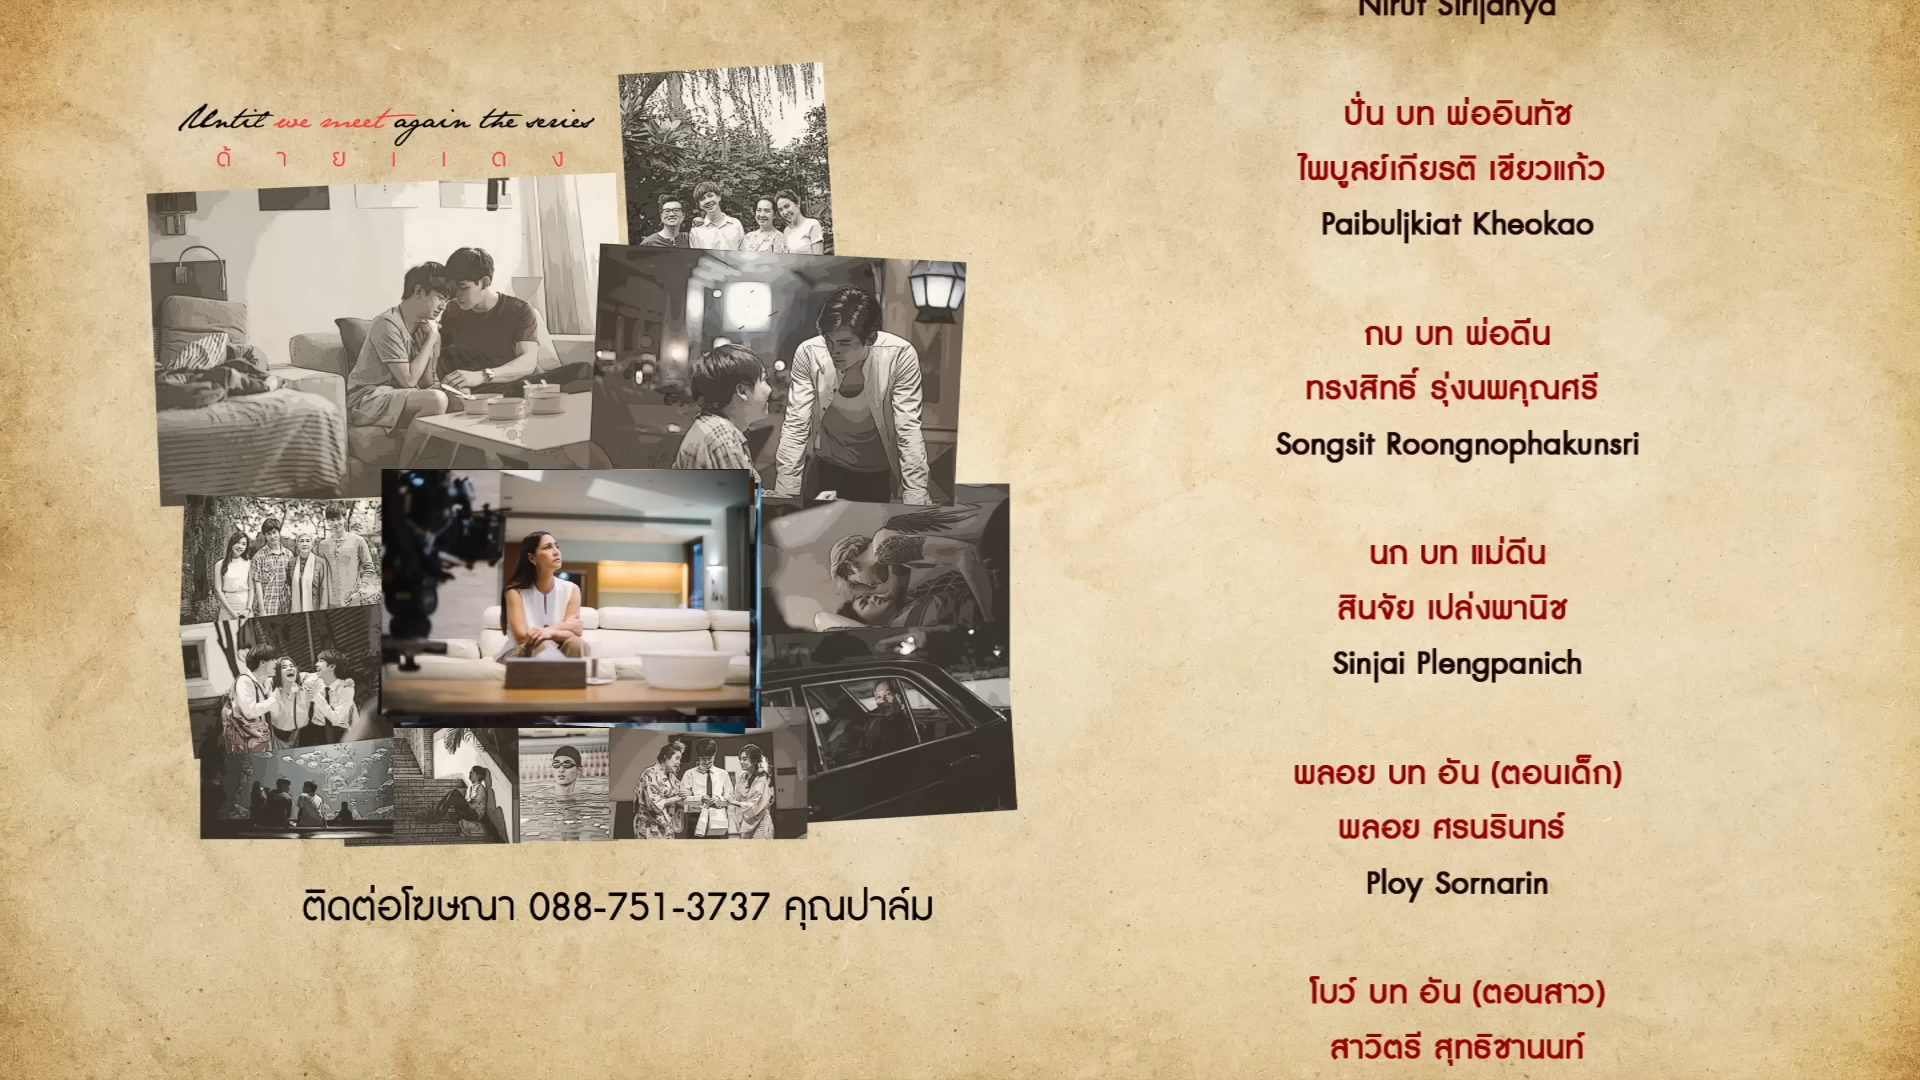 Until we meet again the series
ด้ายแดง
ติดต่อโฆษณา 088-751-3737 คุณปาล์ม
Nirut Sirijanya
ปั่น บท พ่ออินทัช
ไพบูลย์เกียรติ เขียวแก้ว
Paibuljkiat Kheokao
กบ บท พ่อดีน
ทรงสิทธิ์ รุ่งนพคุณศรี
Songsit Roongnophakunsri
นก บท แม่ดีน
สินจัย เปล่งพานิช
Sinjai Plengpanich
พลอย บท อัน (ตอนเด็ก)
พลอย ศรนรินทร์
Ploy Sornarin
โบว์ บท อัน (ตอนสาว)
สาวิตรี สุทธิชานนท์